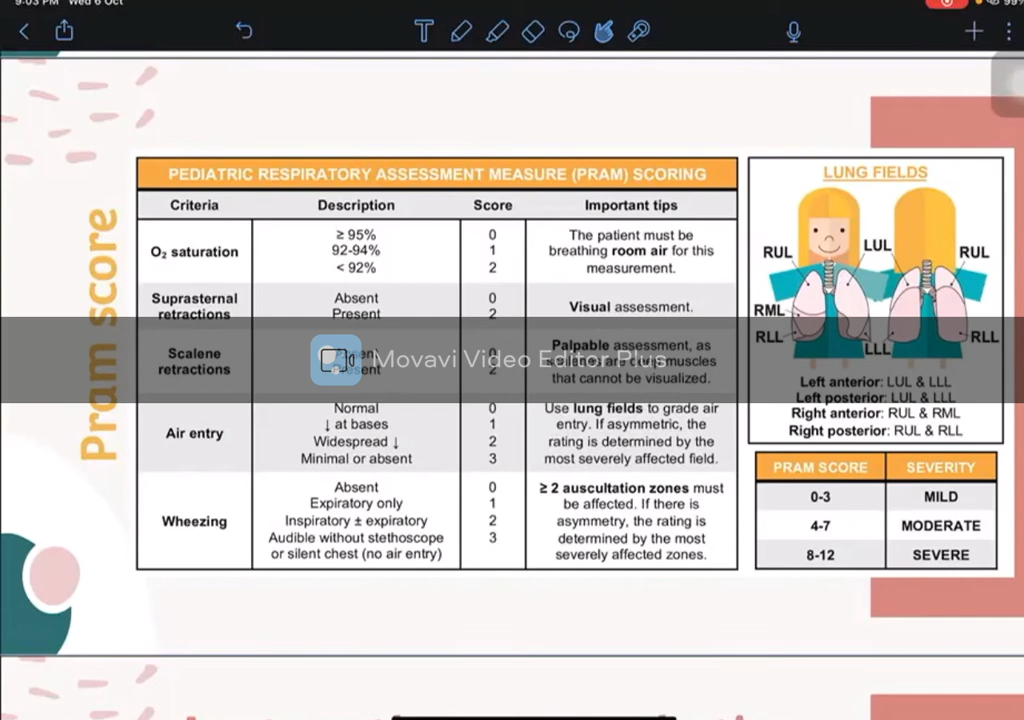 9:03 PM Wed 6 Oct
99%
Pram score
PEDIATRIC RESPIRATORY ASSESSMENT MEASURE (PRAM) SCORING
Criteria Description Score Important tips
O₂ saturation
≥ 95% 0
92-94% 1
< 92% 2
The patient must be
breathing room air for this
measurement.
Suprasternal
retractions
Absent 0
Present 2
Visual assessment.
Scalene
retractions
Palpable assessment, as
that cannot be visualized.
Movavi Video Editor Plus
Air entry
Normal 0
↓ at bases 1
Widespread ↓ 2
Minimal or absent 3
Use lung fields to grade air
entry. If asymmetric, the
rating is determined by the
most severely affected field.
Wheezing
Absent 0
Expiratory only 1
Inspiratory ± expiratory 2
Audible without stethoscope 3
or silent chest (no air entry)
≥ 2 auscultation zones must
be affected. If there is
asymmetry, the rating is
determined by the most
severely affected zones.
LUNG FIELDS
RUL LUL RUL
RML
RLL LLL RLL
Left anterior: LUL & LLL
Left posterior: LUL & LLL
Right anterior: RUL & RML
Right posterior: RUL & RLL
PRAM SCORE SEVERITY
0-3 MILD
4-7 MODERATE
8-12 SEVERE